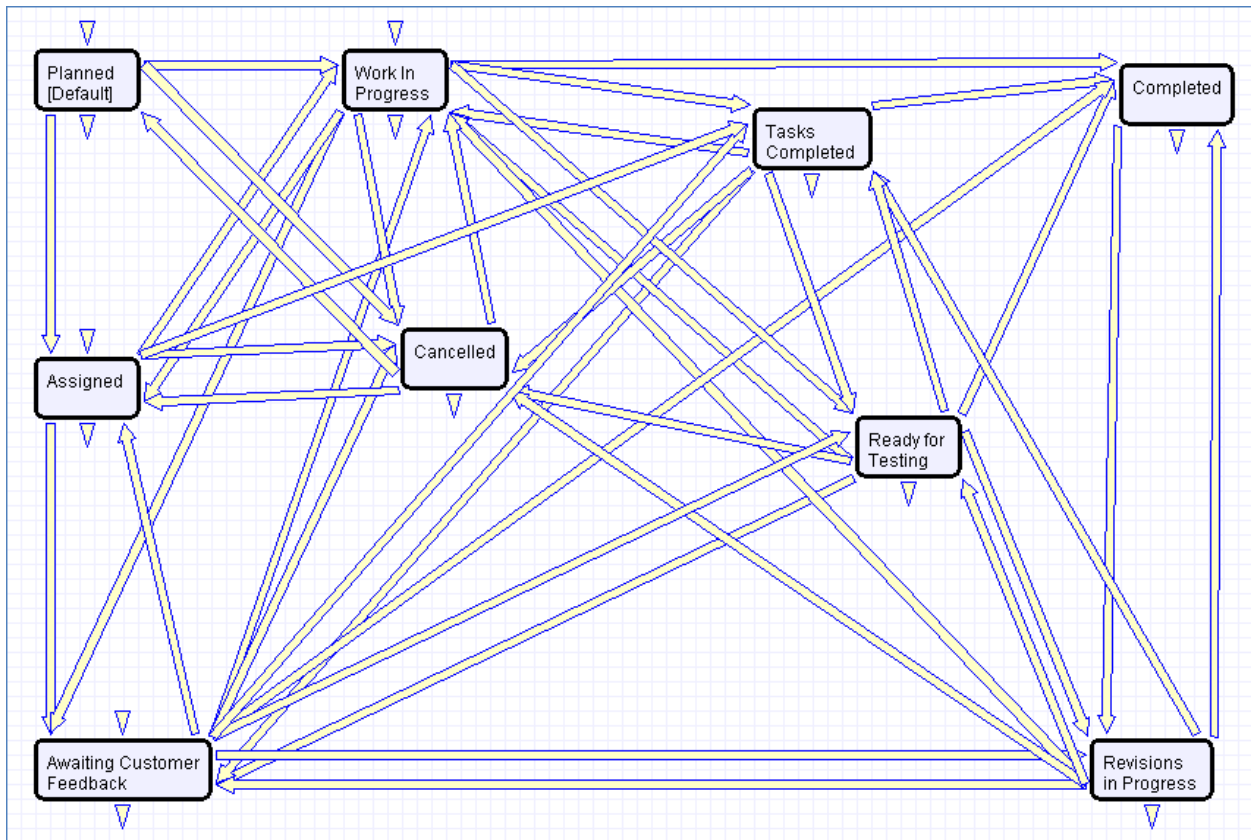 Planned
[Default]
Work In
Progress
Completed
Tasks
Completed
Cancelled
Assigned
Ready for
Testing
Awaiting Customer
Feedback
Revisions
in Progress